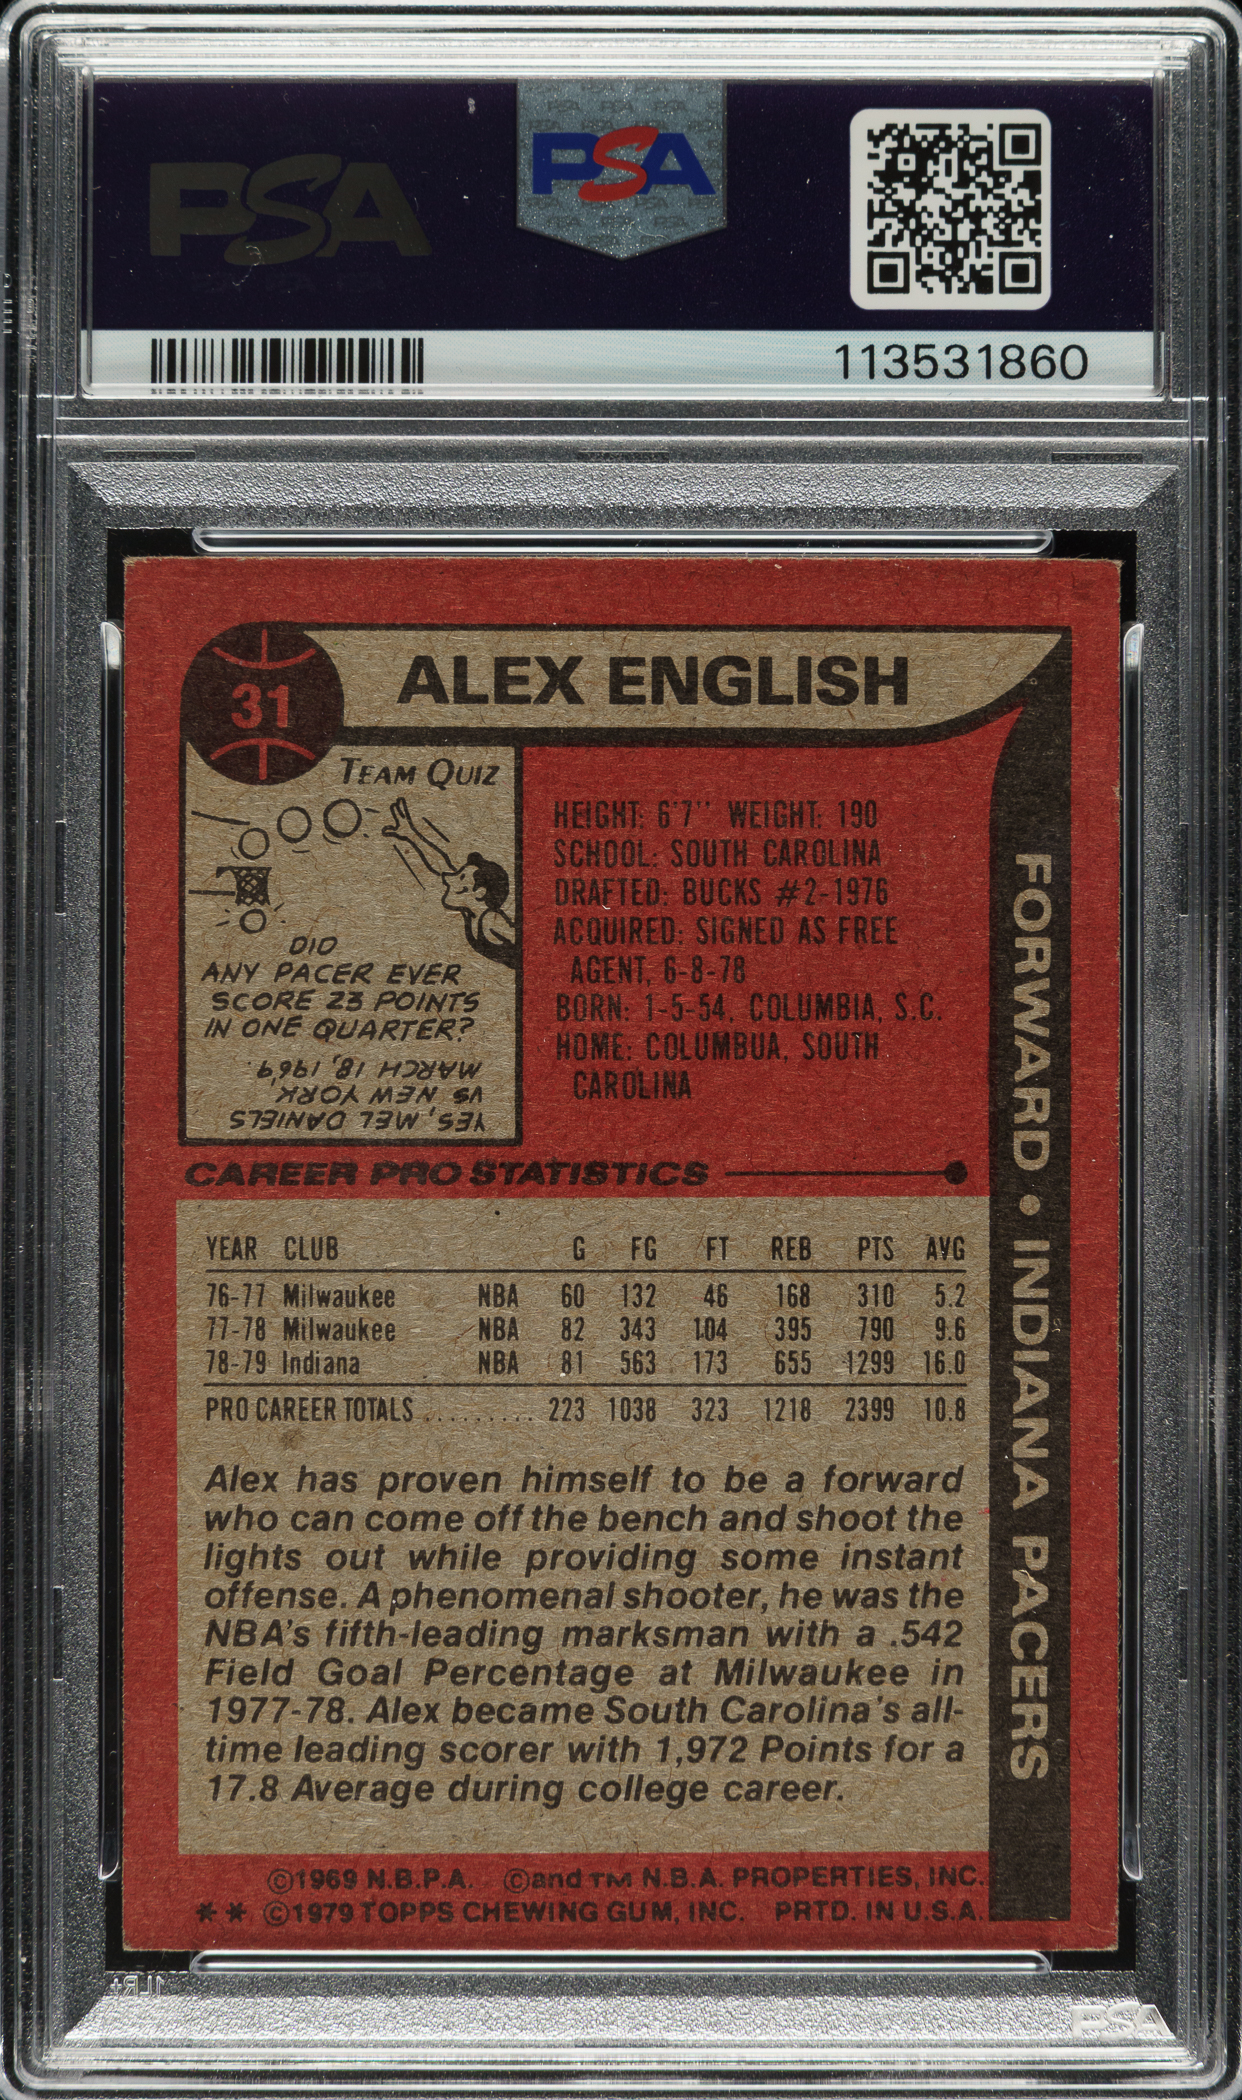 PSA
PSA
113531860
31
ALEX ENGLISH
TEAM QUIZ
DID
ANY PACER EVER
SCORE 23 POINTS
IN ONE QUARTER?
YES, MEL DANIELS
VS NEW YORK
MARCH 18, 1969.
HEIGHT: 6'7" WEIGHT: 190
SCHOOL: SOUTH CAROLINA
DRAFTED: BUCKS #2-1976
ACQUIRED: SIGNED AS FREE
AGENT, 6-8-78
BORN: 1-5-54, COLUMBIA, S.C.
HOME: COLUMBUA, SOUTH
CAROLINA
FORWARD • INDIANA PACERS
CAREER PRO STATISTICS
YEAR CLUB G FG FT REB PTS AVG
76-77 Milwaukee NBA 60 132 46 168 310 5.2
77-78 Milwaukee NBA 82 343 104 395 790 9.6
78-79 Indiana NBA 81 563 173 655 1299 16.0
PRO CAREER TOTALS ......... 223 1038 323 1218 2399 10.8
Alex has proven himself to be a forward
who can come off the bench and shoot the
lights out while providing some instant
offense. A phenomenal shooter, he was the
NBA's fifth-leading marksman with a .542
Field Goal Percentage at Milwaukee in
1977-78. Alex became South Carolina's all-
time leading scorer with 1,972 Points for a
17.8 Average during college career.
©1969 N.B.P.A. ©and TM N.B.A. PROPERTIES, INC.
** ©1979 TOPPS CHEWING GUM, INC. PRTD. IN U.S.A.
1LR+
PSA